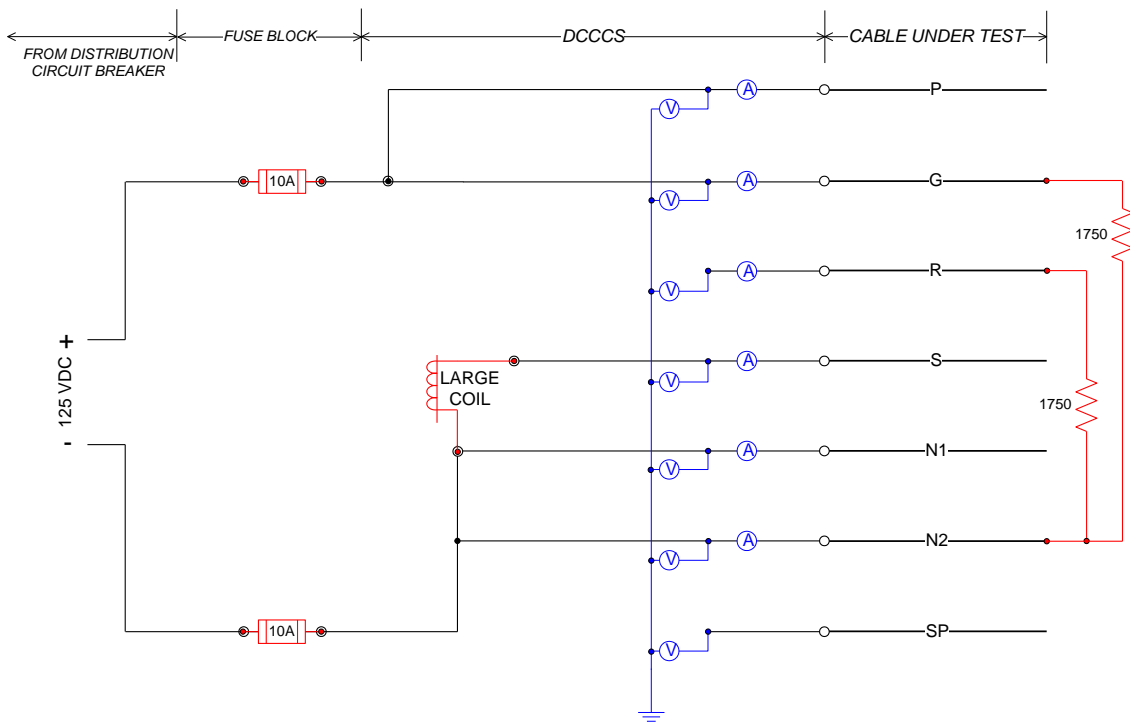 FROM DISTRIBUTION
CIRCUIT BREAKER
FUSE BLOCK
DCCCS
CABLE UNDER TEST
P
A
V
10A
G
A
V
1750
R
A
V
125 VDC
+
-
LARGE
COIL
S
A
V
1750
N1
A
V
N2
A
V
10A
SP
V